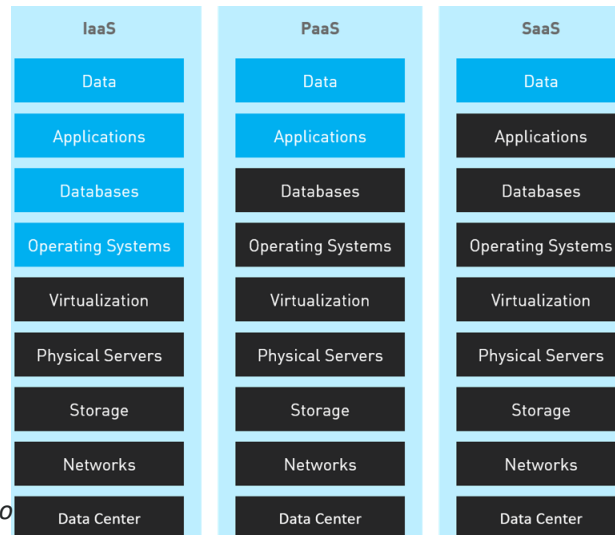 IaaS
Data
Applications
Databases
Operating Systems
Virtualization
Physical Servers
Storage
Networks
Data Center
PaaS
Data
Applications
Databases
Operating Systems
Virtualization
Physical Servers
Storage
Networks
Data Center
SaaS
Data
Applications
Databases
Operating Systems
Virtualization
Physical Servers
Storage
Networks
Data Center
o